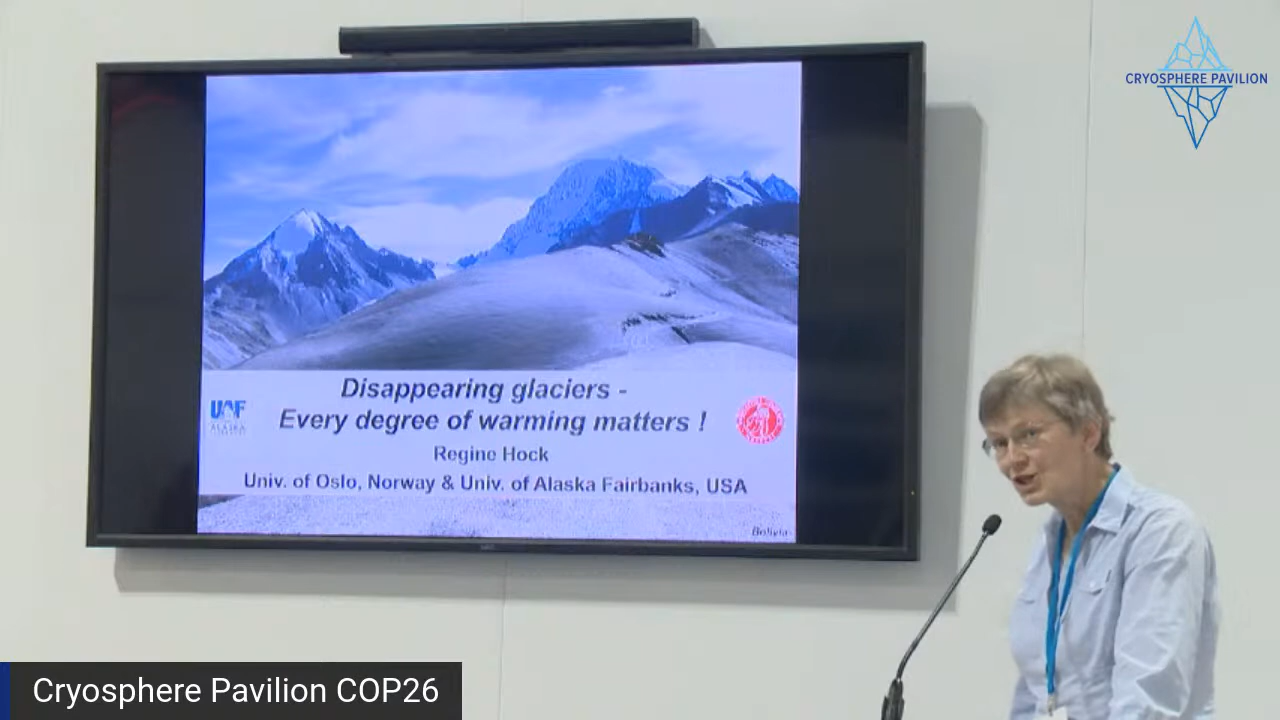 CRYOSPHERE PAVILION
Disappearing glaciers -
Every degree of warming matters !
UAF
ALASKA
Regine Hock
Univ. of Oslo, Norway & Univ. of Alaska Fairbanks, USA
Bolivia
Cryosphere Pavilion COP26